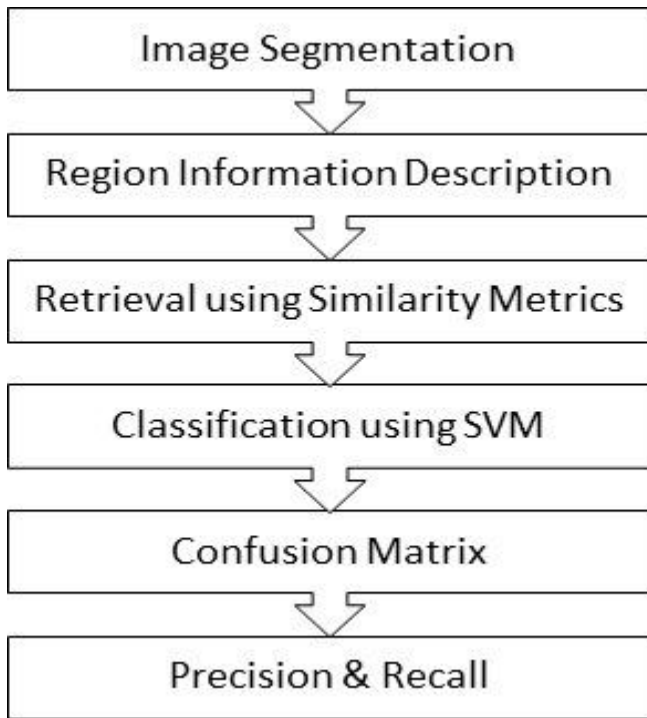 Image Segmentation
Region Information Description
Retrieval using Similarity Metrics
Classification using SVM
Confusion Matrix
Precision & Recall